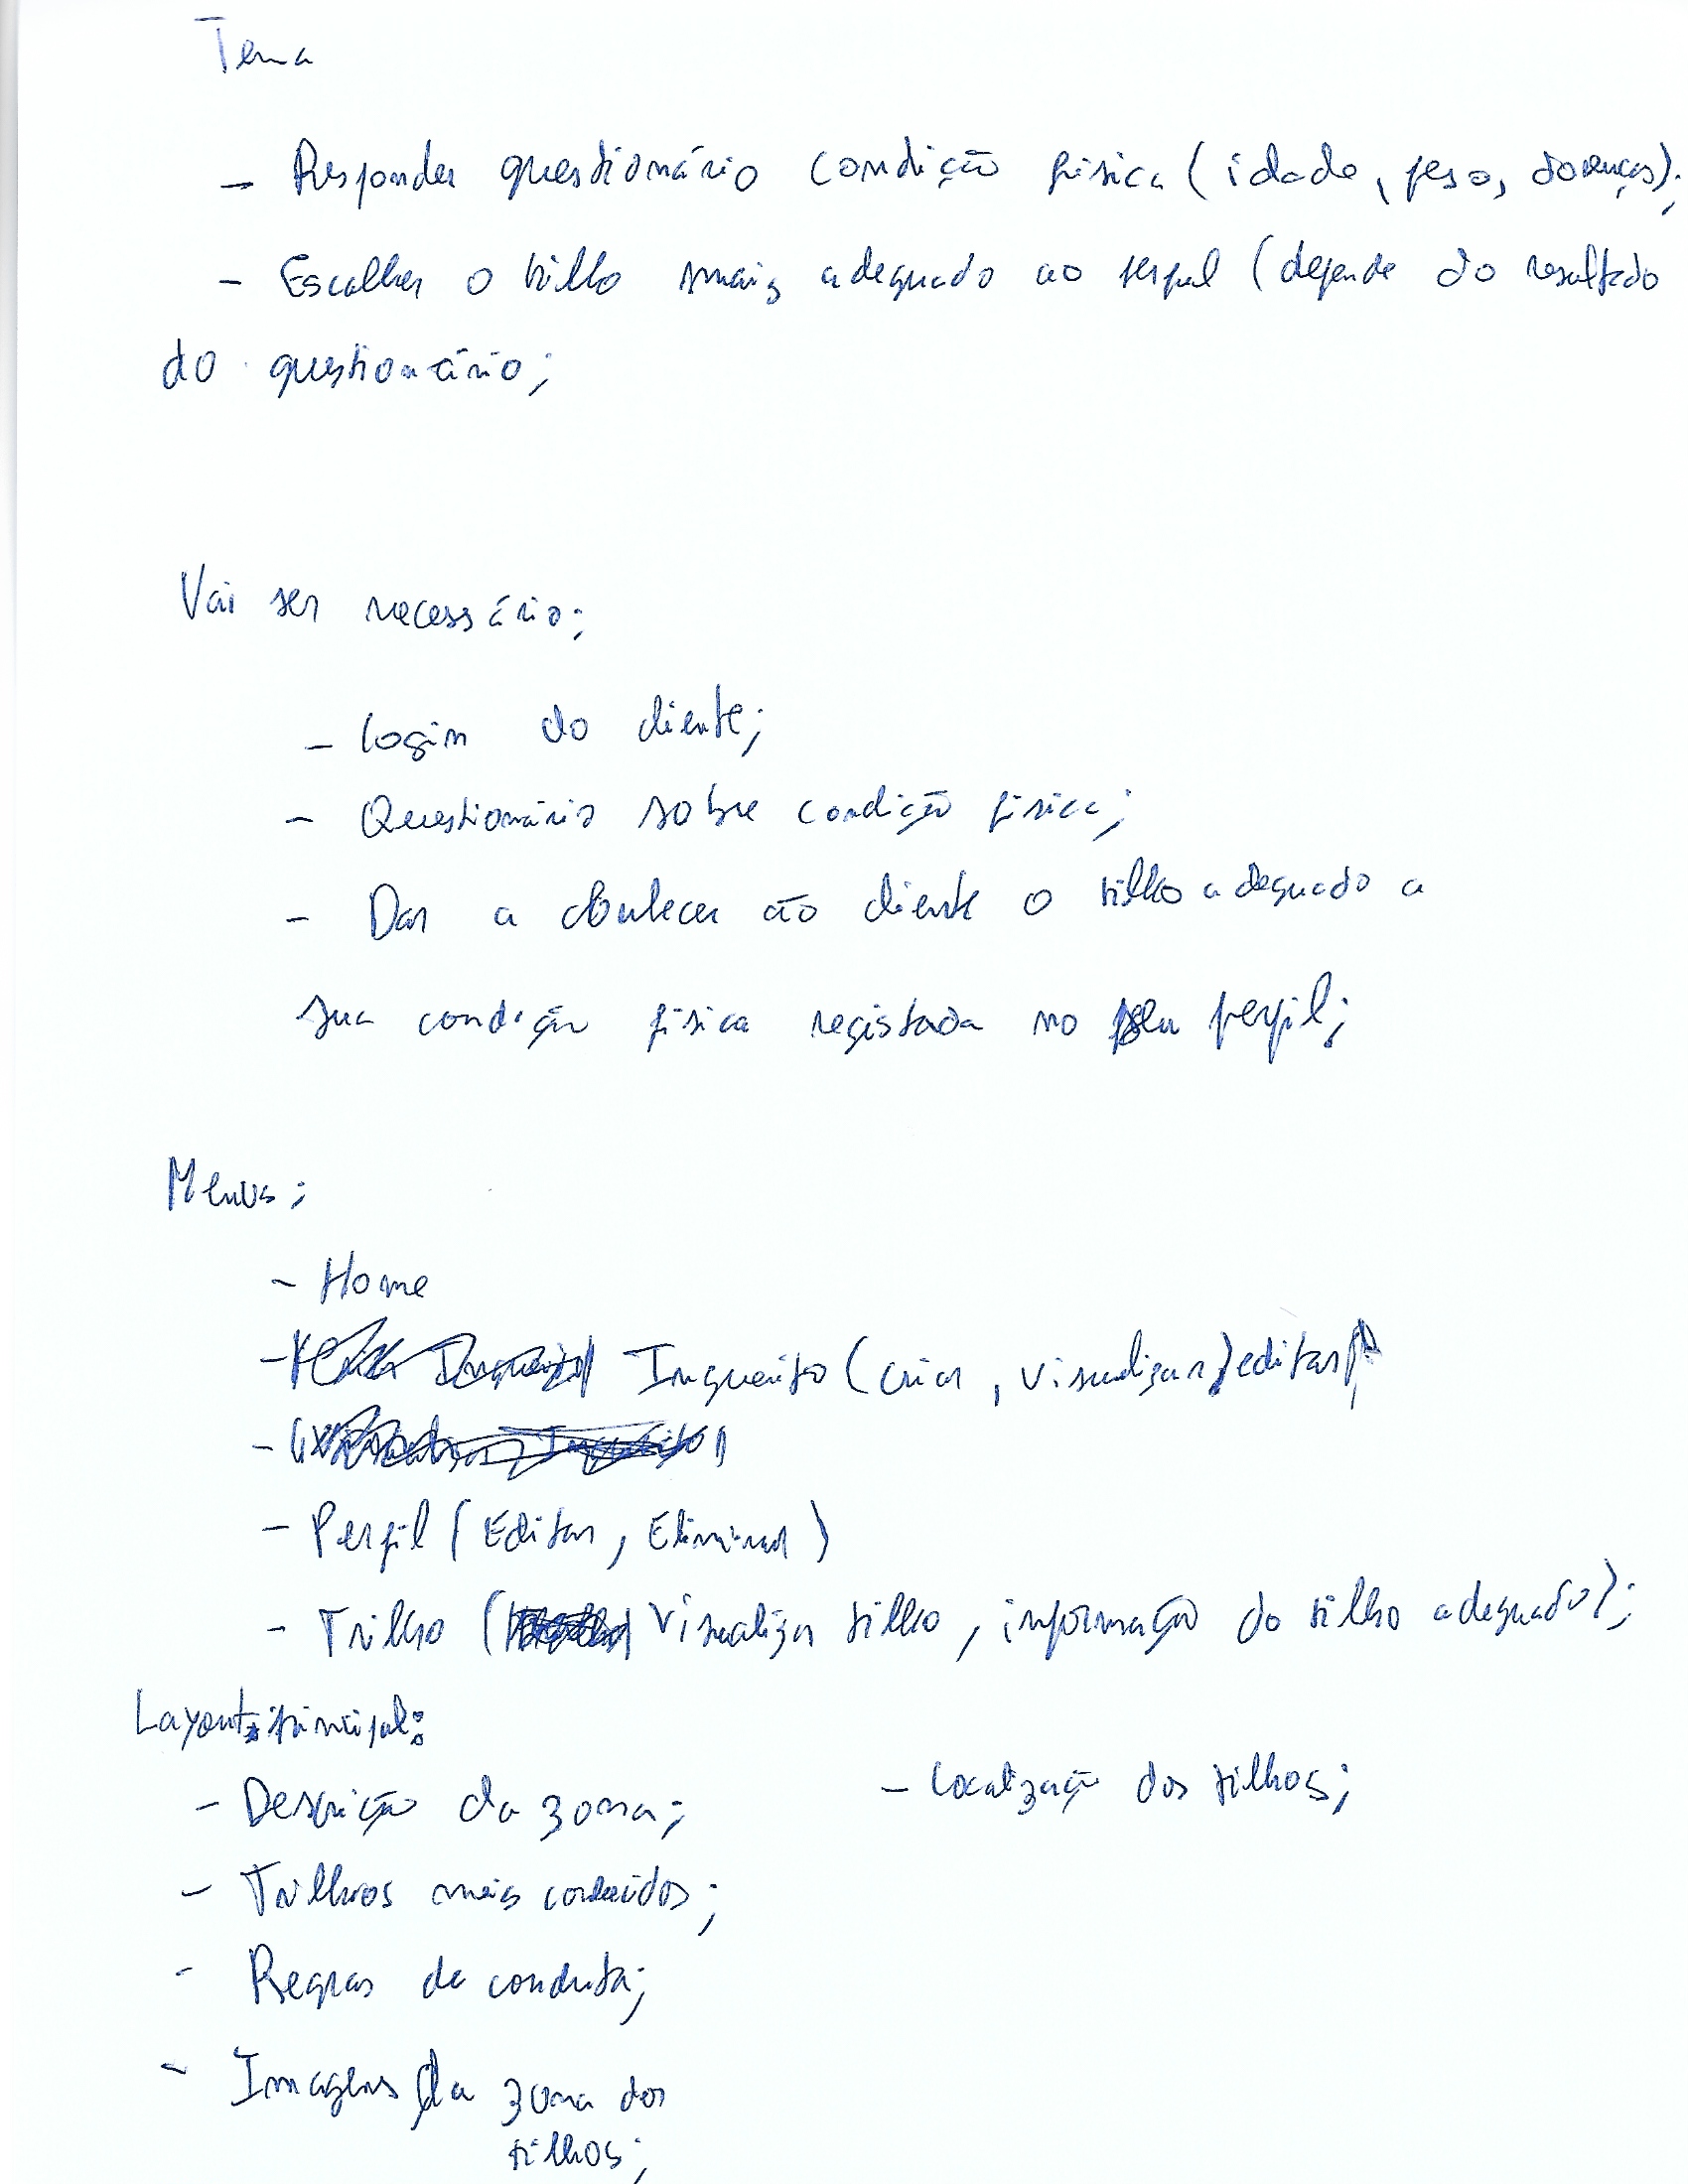 Tema
- Responder questionário condição física (idade, peso, doenças);
- Escolher o trilho mais adequado ao perfil (depende do resultado
do questionário;
Vai ser necessário:
- Login do cliente;
- Questionário sobre condição física;
- Dar a conhecer ao cliente o trilho adequado a
sua condição física registada no seu perfil;
Menus:
- Home
- Inquérito (criar, visualizar, editar);
-
- Perfil (Editar, Eliminar)
- Trilho (Visualizar trilho, informação do trilho adequado);
Layout principal:
- Descrição da zona;
- Localização dos trilhos;
- Trilhos mais conhecidos;
- Regras de conduta;
- Imagens da zona dos
trilhos;